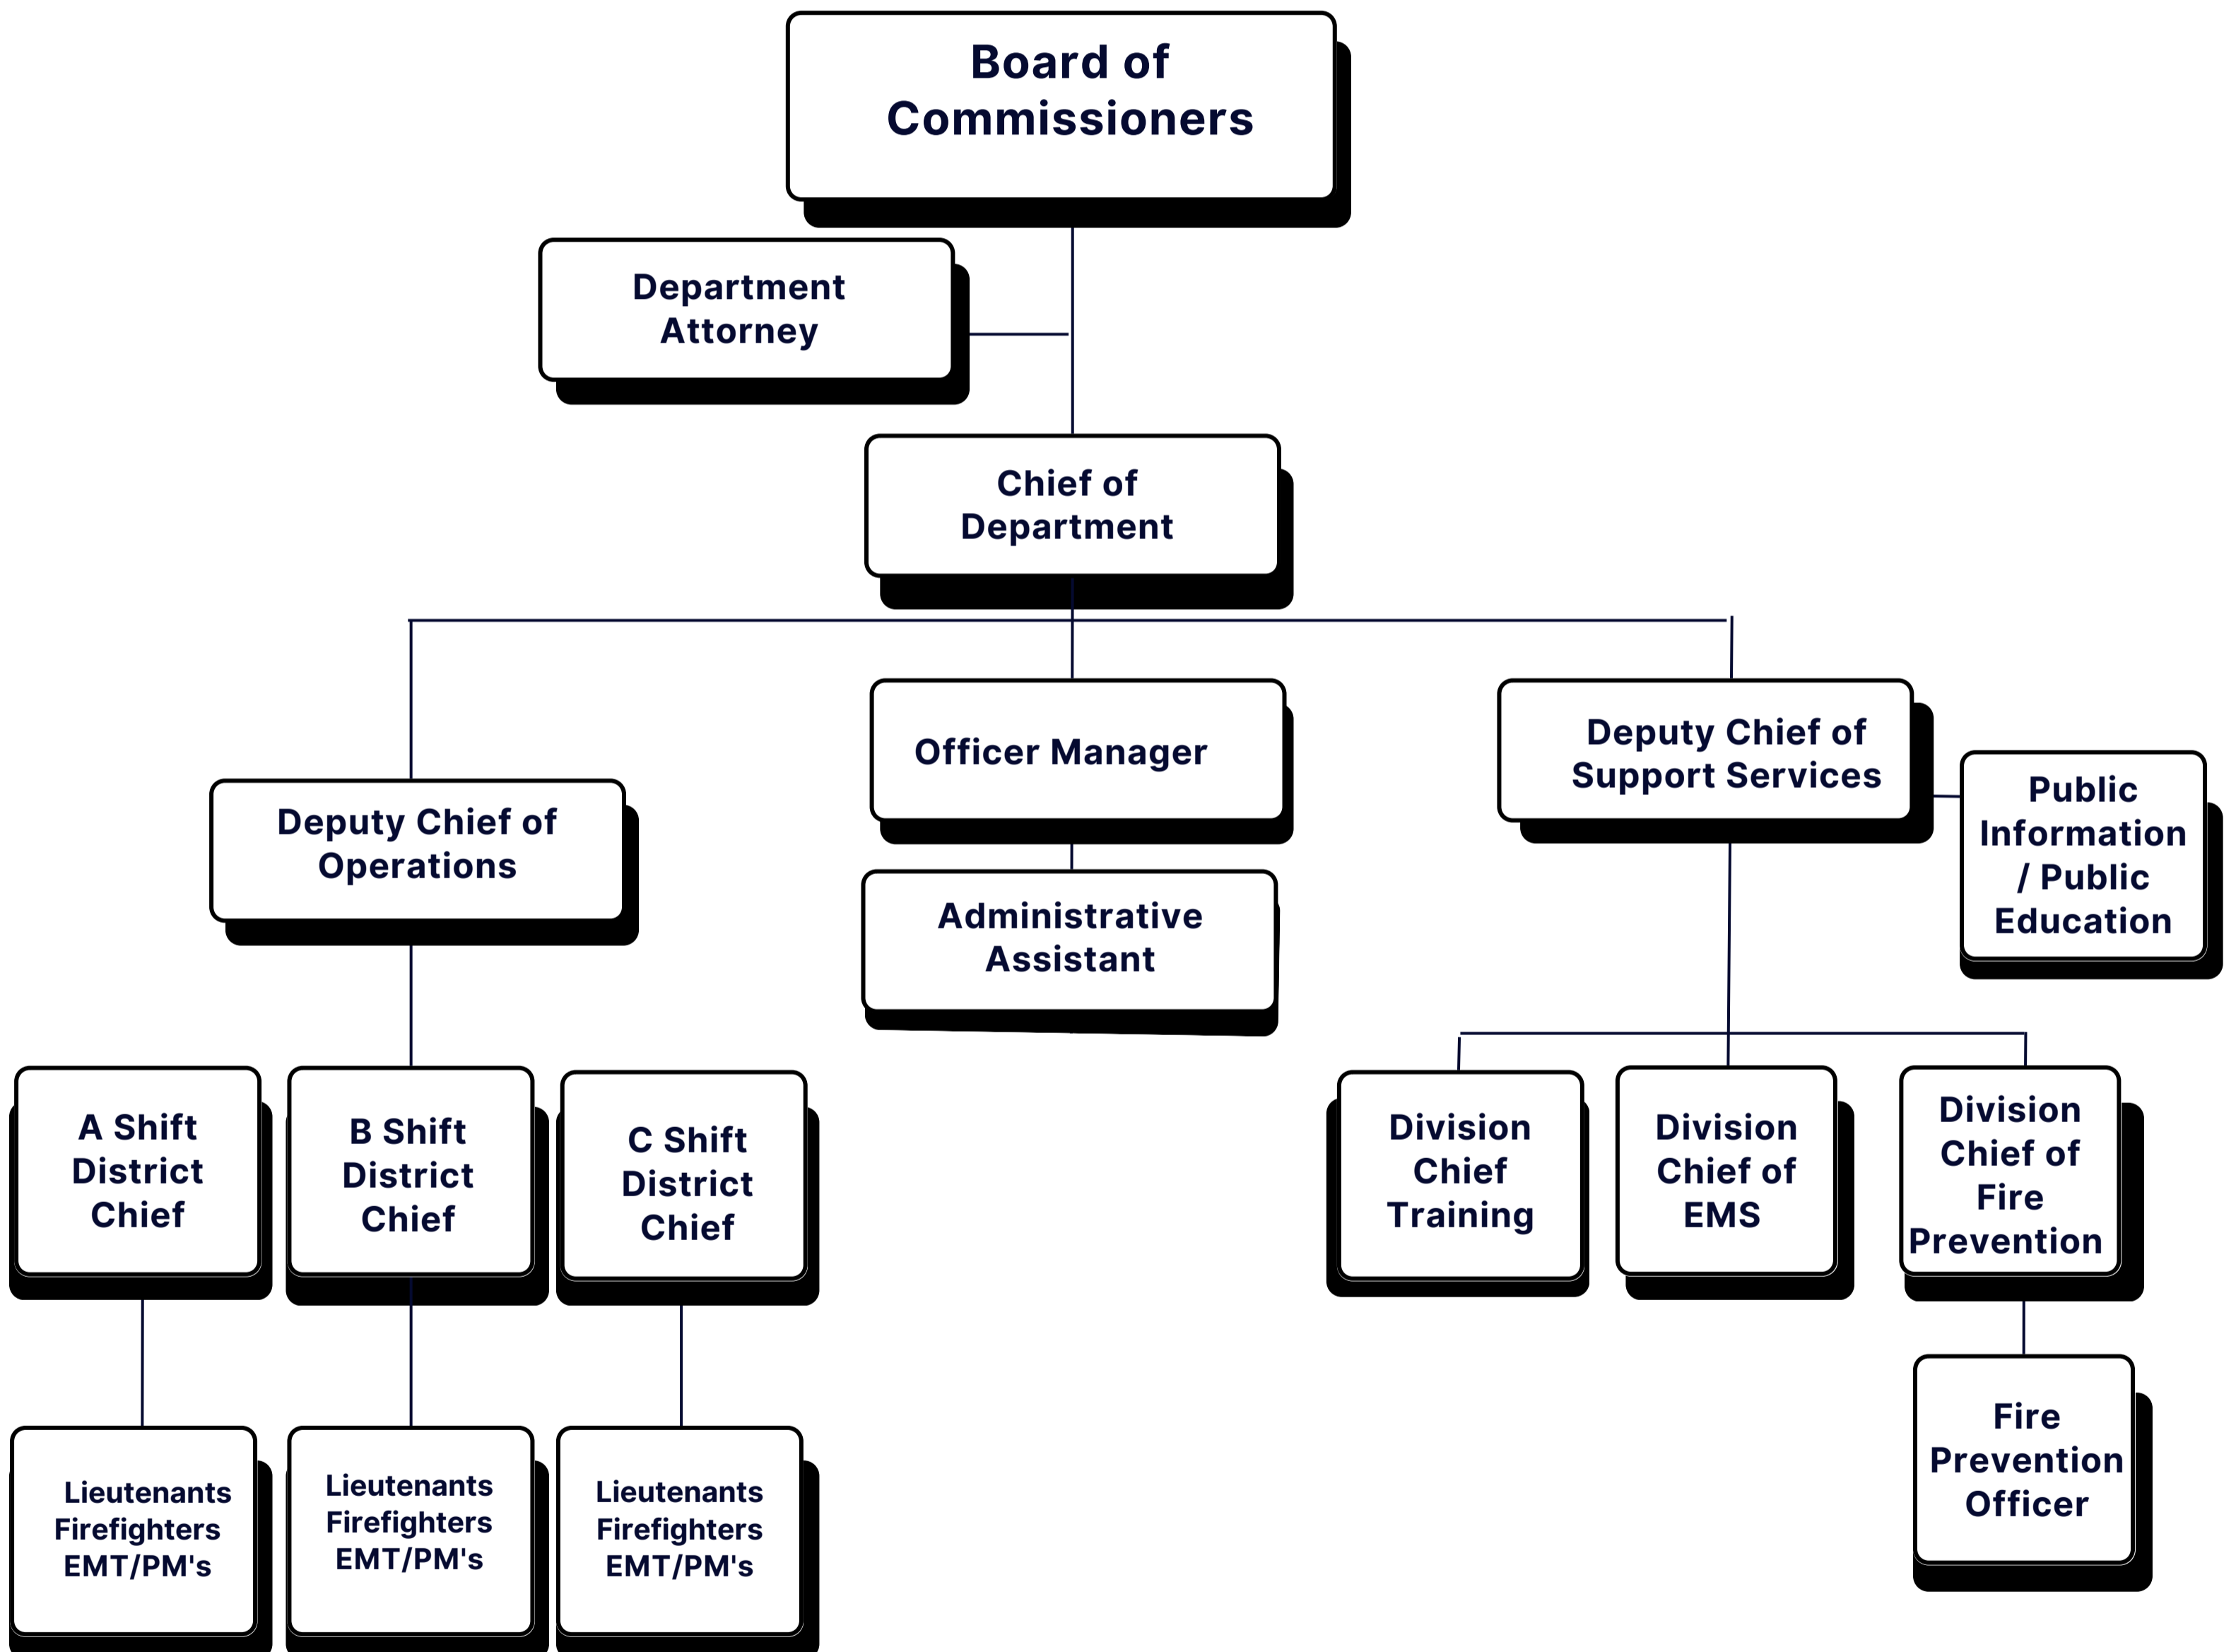 Board of
Commissioners
Department
Attorney
Chief of
Department
Officer Manager
Deputy Chief of
Support Services
Public
Information
/ Public
Education
Deputy Chief of
Operations
Administrative
Assistant
A Shift
District
Chief
B Shift
District
Chief
C Shift
District
Chief
Division
Chief
Training
Division
Chief of
EMS
Division
Chief of
Fire
Prevention
Fire
Prevention
Officer
Lieutenants
Firefighters
EMT/PM's
Lieutenants
Firefighters
EMT/PM's
Lieutenants
Firefighters
EMT/PM's